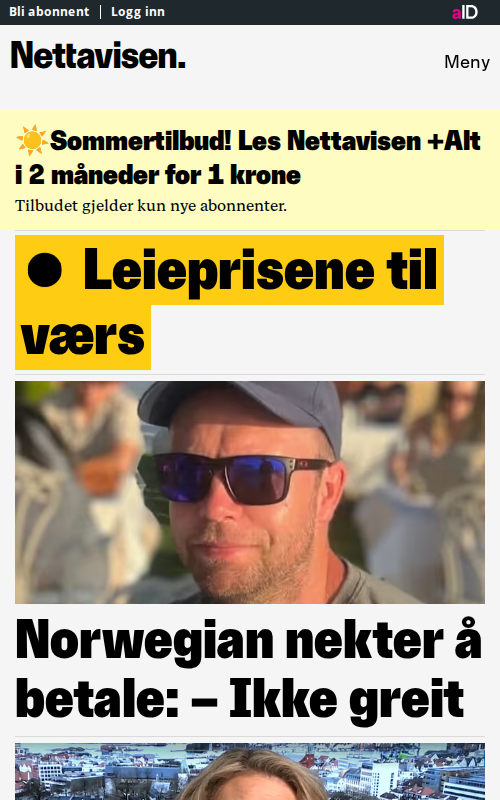 Bli abonnent | Logg inn
aID
Nettavisen.
Meny
☀️Sommertilbud! Les Nettavisen +Alt
i 2 måneder for 1 krone
Tilbudet gjelder kun nye abonnenter.
● Leieprisene til
værs
Norwegian nekter å
betale: – Ikke greit